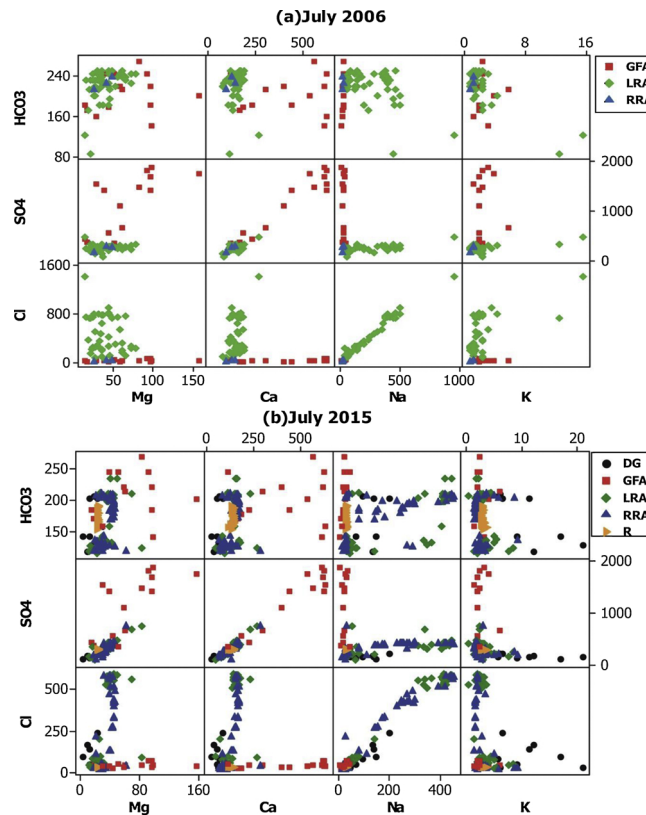 (a)July 2006
0 250 500
0 8 16
HCO3
240
200
160
120
80
GFA
LRA
RRA
SO4
2000
1000
0
Cl
1600
800
0
50 100 150
0 500 1000
Mg Ca Na K
(b)July 2015
0 250 500
0 10 20
HCO3
250
200
150
DG
GFA
LRA
RRA
R
SO4
2000
1000
0
Cl
500
250
0
0 80 160
0 200 400
Mg Ca Na K